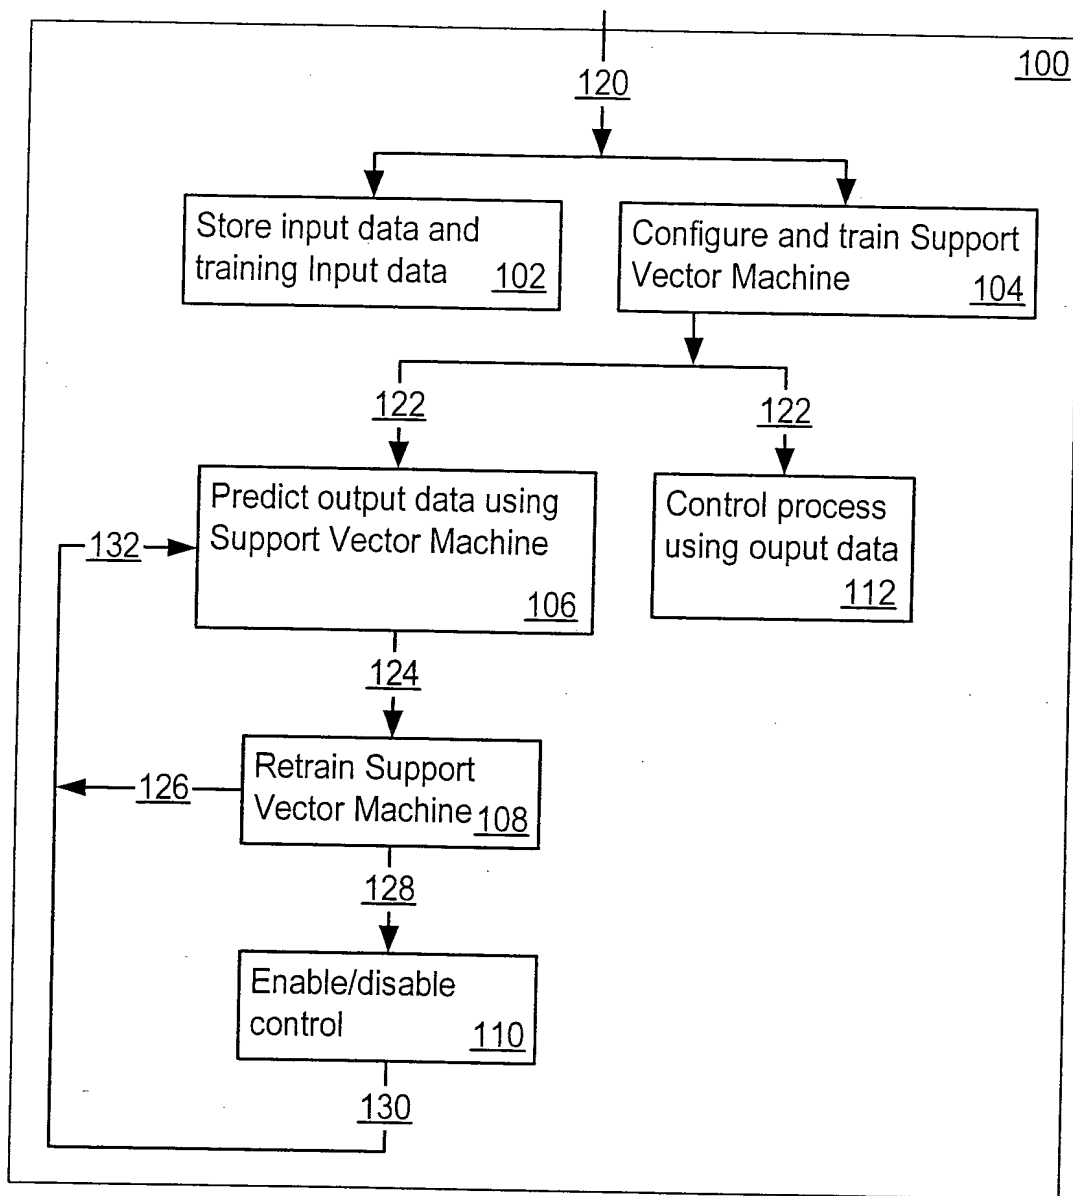 100
120
Store input data and
training Input data 102
Configure and train Support
Vector Machine
104
122
122
Predict output data using
Support Vector Machine
106
Control process
using ouput data
112
132
124
Retrain Support
Vector Machine 108
126
128
Enable/disable
control
110
130